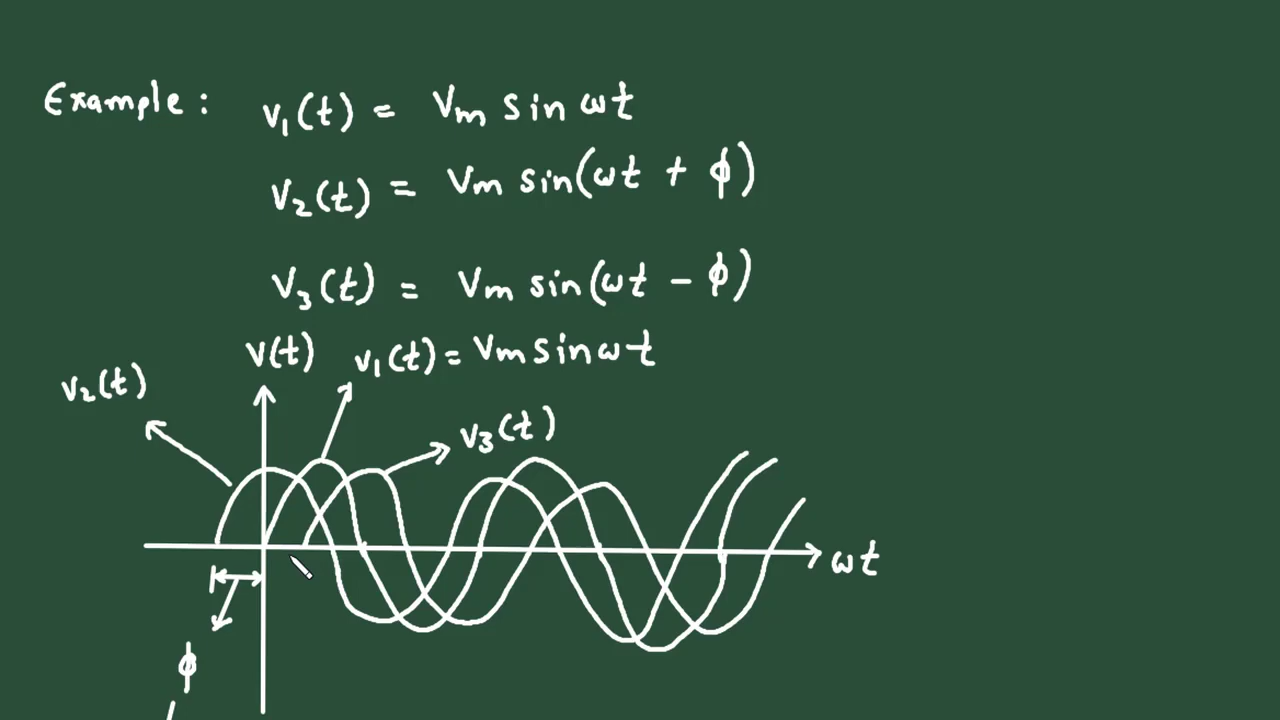 Example: v₁(t) = Vm sin ωt
v₂(t) = Vm sin(ωt + ϕ)
v₃(t) = Vm sin(ωt - ϕ)
v(t) v₁(t) = Vm sin ωt
v₂(t)
v₃(t)
ωt
ϕ